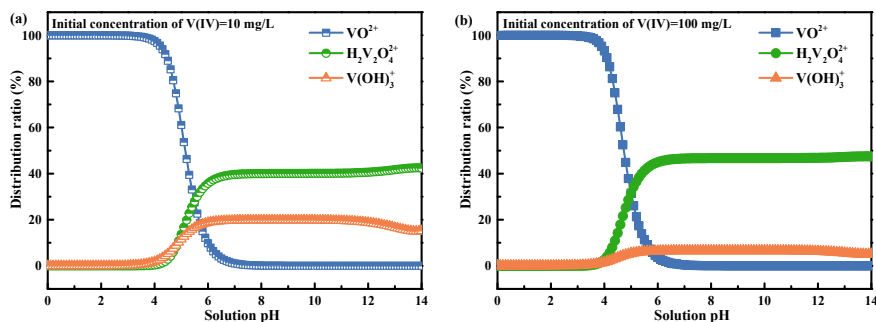 (a)
Initial concentration of V(IV)=10 mg/L
VO²⁺
H₂V₂O₄²⁺
V(OH)₃⁺
Distribution ratio (%)
100
80
60
40
20
0
0 2 4 6 8 10 12 14
Solution pH
(b)
Initial concentration of V(IV)=100 mg/L
VO²⁺
H₂V₂O₄²⁺
V(OH)₃⁺
Distribution ratio (%)
100
80
60
40
20
0
0 2 4 6 8 10 12 14
Solution pH